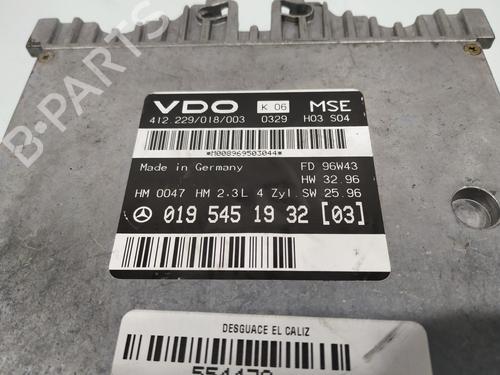 VDO K 06 MSE
412.229/018/003 0329 H03 S04
*M008969503044*
Made in Germany FD 96W43
HW 32.96
HM 0047 HM 2,3L 4 Zyl. SW 25.96
019 545 19 32 [03]
B-PARTS
DESGUACE EL CALIZ